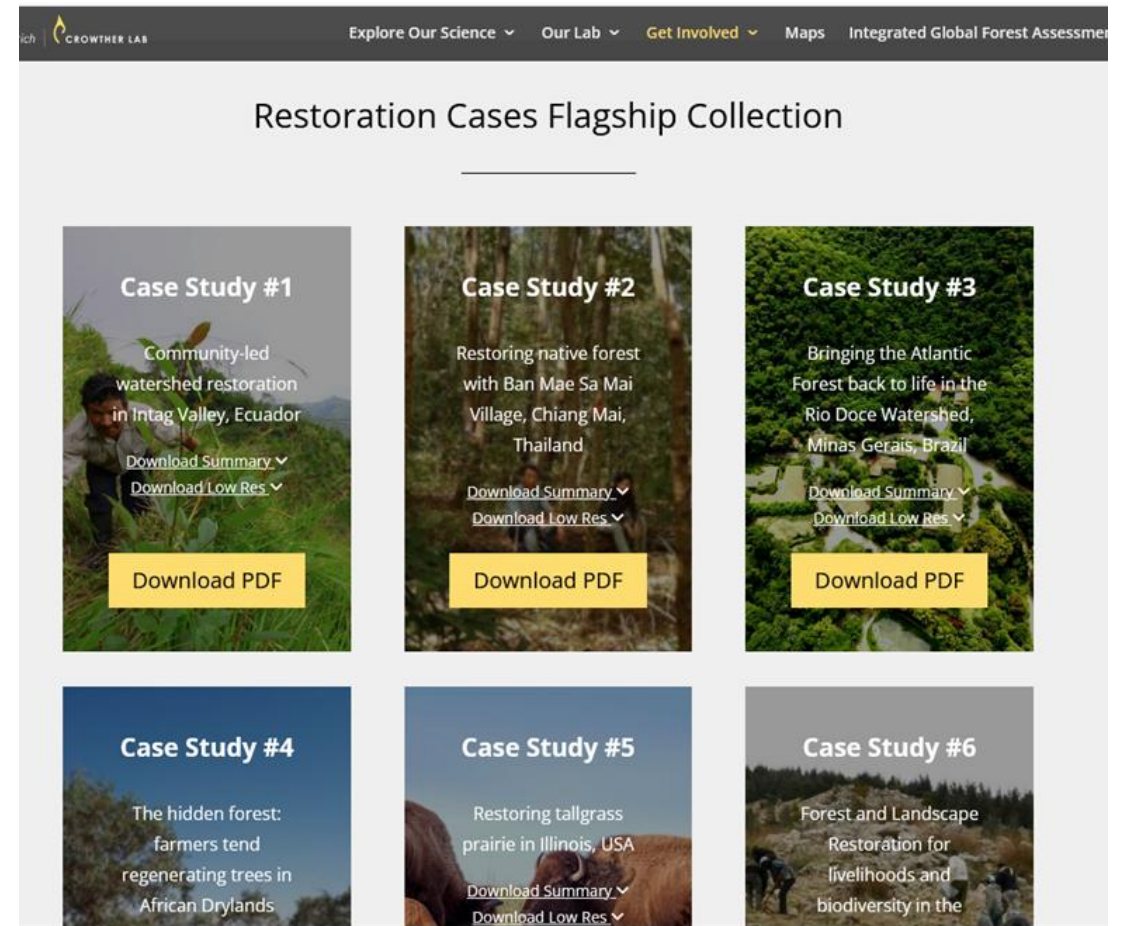 ich | CROWTHER LAB Explore Our Science Our Lab Get Involved Maps Integrated Global Forest Assessmen
Restoration Cases Flagship Collection
Case Study #1
Community-led
watershed restoration
in Intag Valley, Ecuador
Download Summary
Download Low Res
Download PDF
Case Study #2
Restoring native forest
with Ban Mae Sa Mai
Village, Chiang Mai,
Thailand
Download Summary
Download Low Res
Download PDF
Case Study #3
Bringing the Atlantic
Forest back to life in the
Rio Doce Watershed,
Minas Gerais, Brazil
Download Summary
Download Low Res
Download PDF
Case Study #4
The hidden forest:
farmers tend
regenerating trees in
African Drylands
Case Study #5
Restoring tallgrass
prairie in Illinois, USA
Download Summary
Download Low Res
Case Study #6
Forest and Landscape
Restoration for
livelihoods and
biodiversity in the